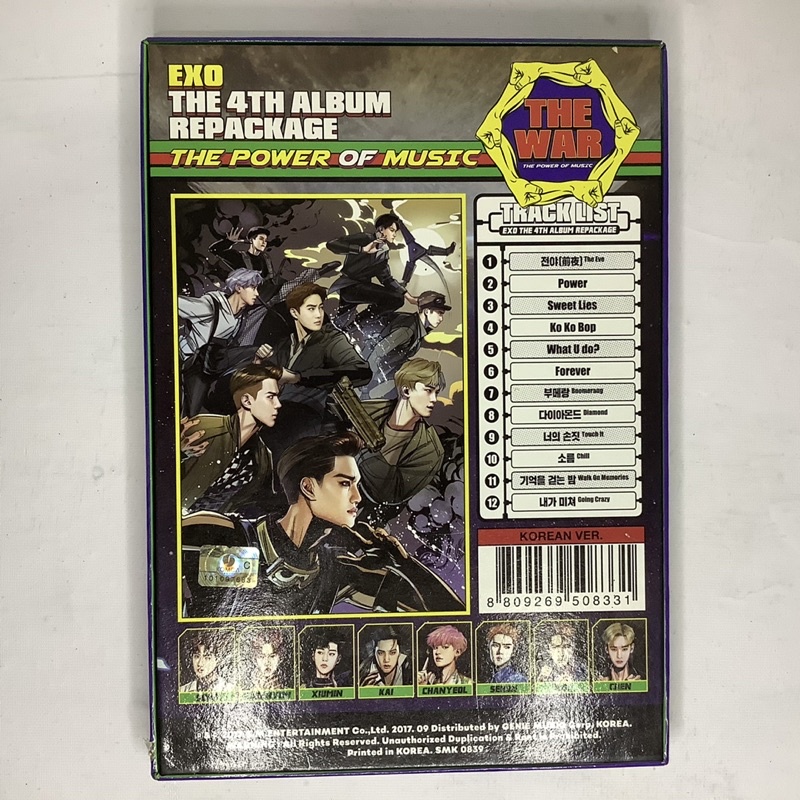 EXO
THE 4TH ALBUM
REPACKAGE
THE POWER OF MUSIC
THE
WAR
THE POWER OF MUSIC
TRACK LIST
EXO THE 4TH ALBUM REPACKAGE
1 전야(前夜) The Eve
2 Power
3 Sweet Lies
4 Ko Ko Bop
5 What U do?
6 Forever
7 부메랑 Boomerang
8 다이아몬드 Diamond
9 너의 손짓 Touch It
10 소름 Chill
11 기억을 걷는 밤 Walk On Memories
12 내가 미쳐 Going Crazy
KOREAN VER.
8 809269 508331
C
XIUMIN KAI CHANYEOL SEHUN CHEN
ENTERTAINMENT Co.,Ltd. 2017. 09 Distributed by GENIE MUSIC Corp, KOREA.
All Rights Reserved. Unauthorized Duplication & Rent is Prohibited.
Printed in KOREA. SMK 0839